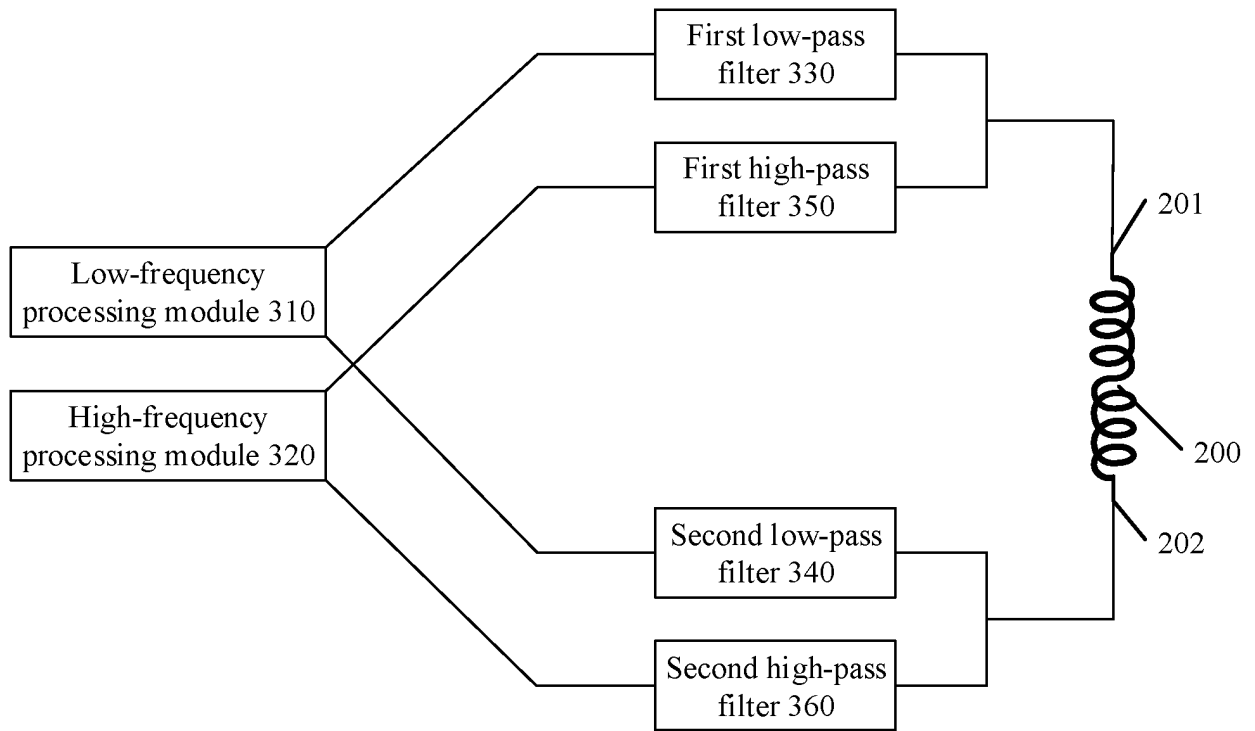 First low-pass
filter 330
First high-pass
filter 350
201
Low-frequency
processing module 310
High-frequency
processing module 320
200
Second low-pass
filter 340
202
Second high-pass
filter 360